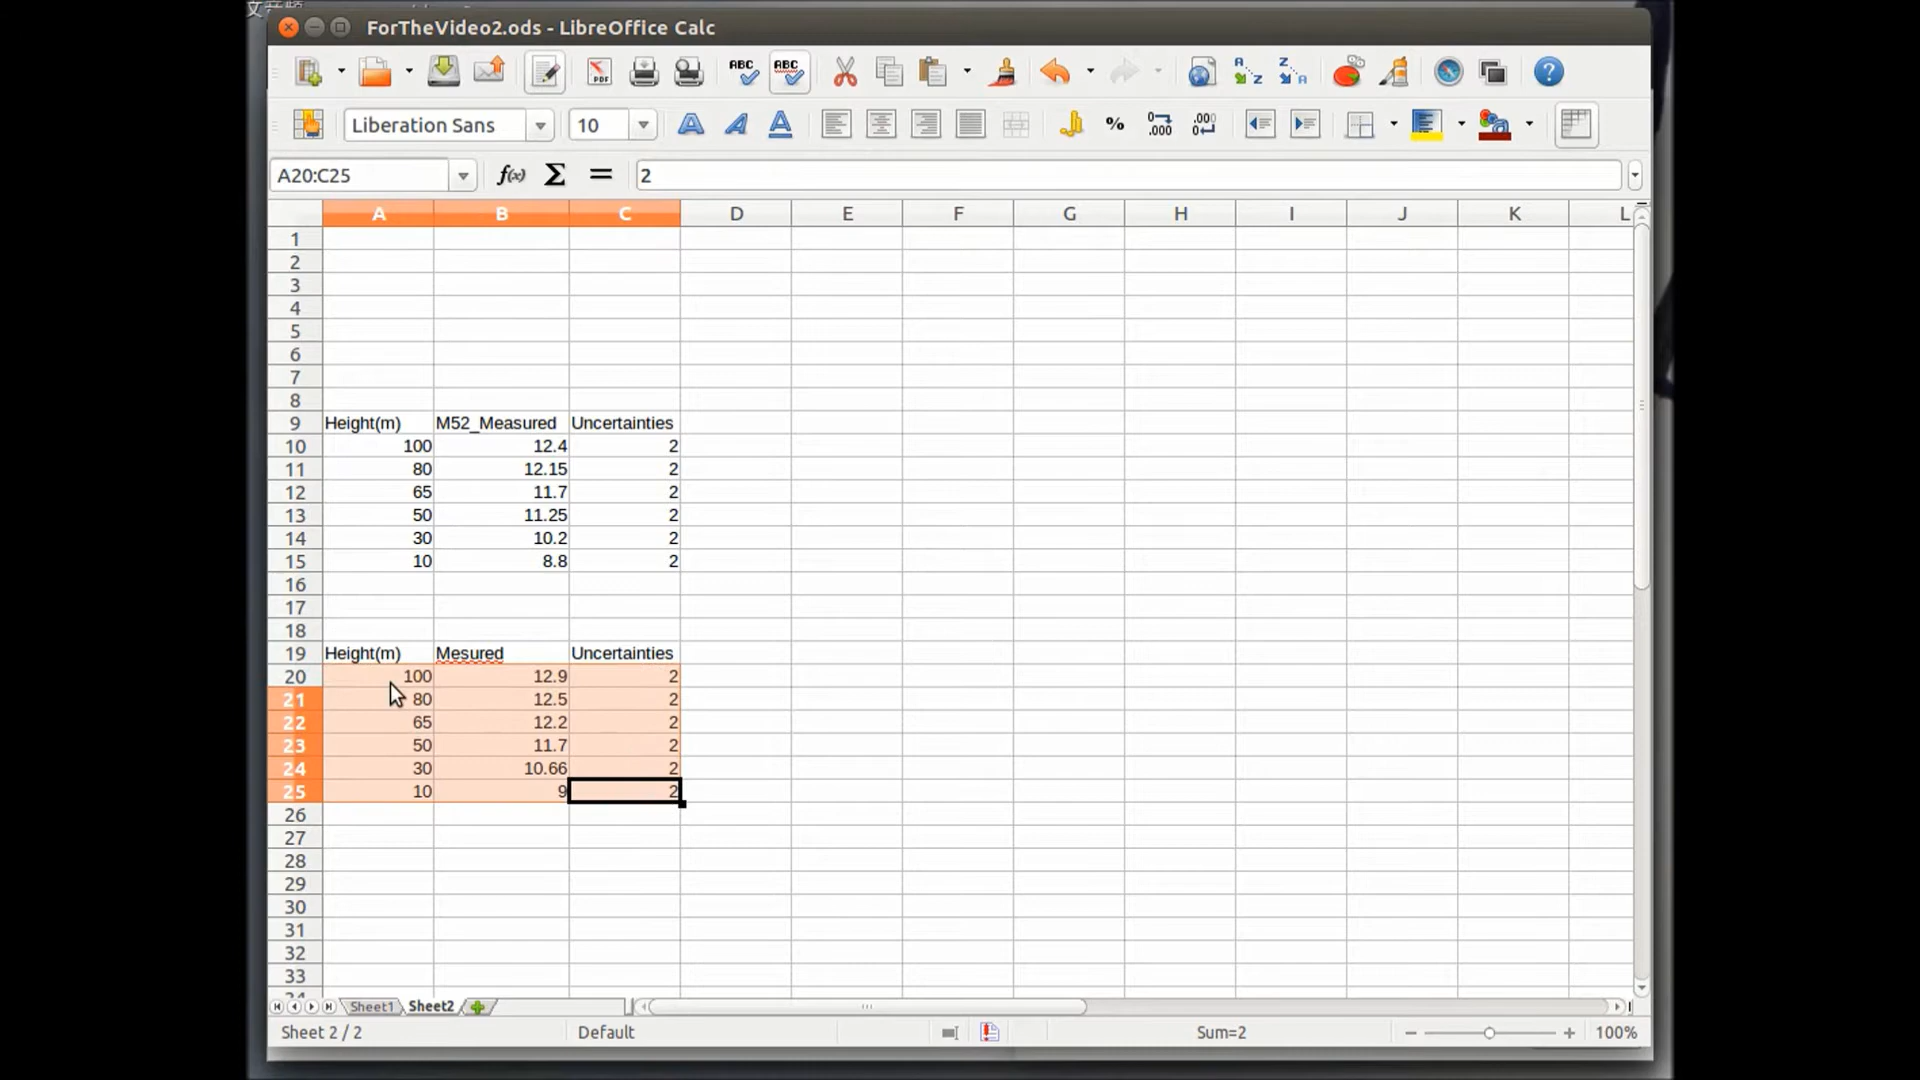 ForTheVideo2.ods - LibreOffice Calc
PDF ABC ABC A Z Z A ?
Liberation Sans 10 A A A % .000 .000
A20:C25 f(x) Σ = 2
A B C D E F G H I J K L
1
2
3
4
5
6
7
8
9 Height(m) M52_Measured Uncertainties
10 100 12.4 2
11 80 12.15 2
12 65 11.7 2
13 50 11.25 2
14 30 10.2 2
15 10 8.8 2
16
17
18
19 Height(m) Mesured Uncertainties
20 100 12.9 2
21 80 12.5 2
22 65 12.2 2
23 50 11.7 2
24 30 10.66 2
25 10 9 2
26
27
28
29
30
31
32
33
Sheet1 Sheet2
Sheet 2 / 2 Default Sum=2 100%